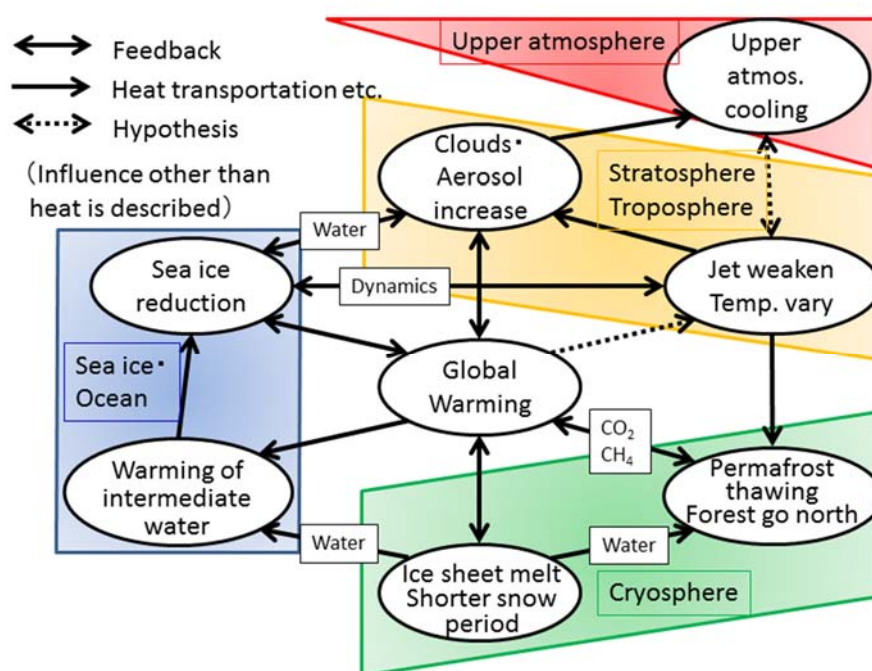 Feedback
Heat transportation etc.
Hypothesis
(Influence other than
heat is described)
Upper atmosphere
Upper
atmos.
cooling
Clouds・
Aerosol
increase
Stratosphere
Troposphere
Water
Sea ice
reduction
Dynamics
Jet weaken
Temp. vary
Sea ice・
Ocean
Global
Warming
CO₂
CH₄
Warming of
intermediate
water
Permafrost
thawing
Forest go north
Water
Water
Ice sheet melt
Shorter snow
period
Cryosphere